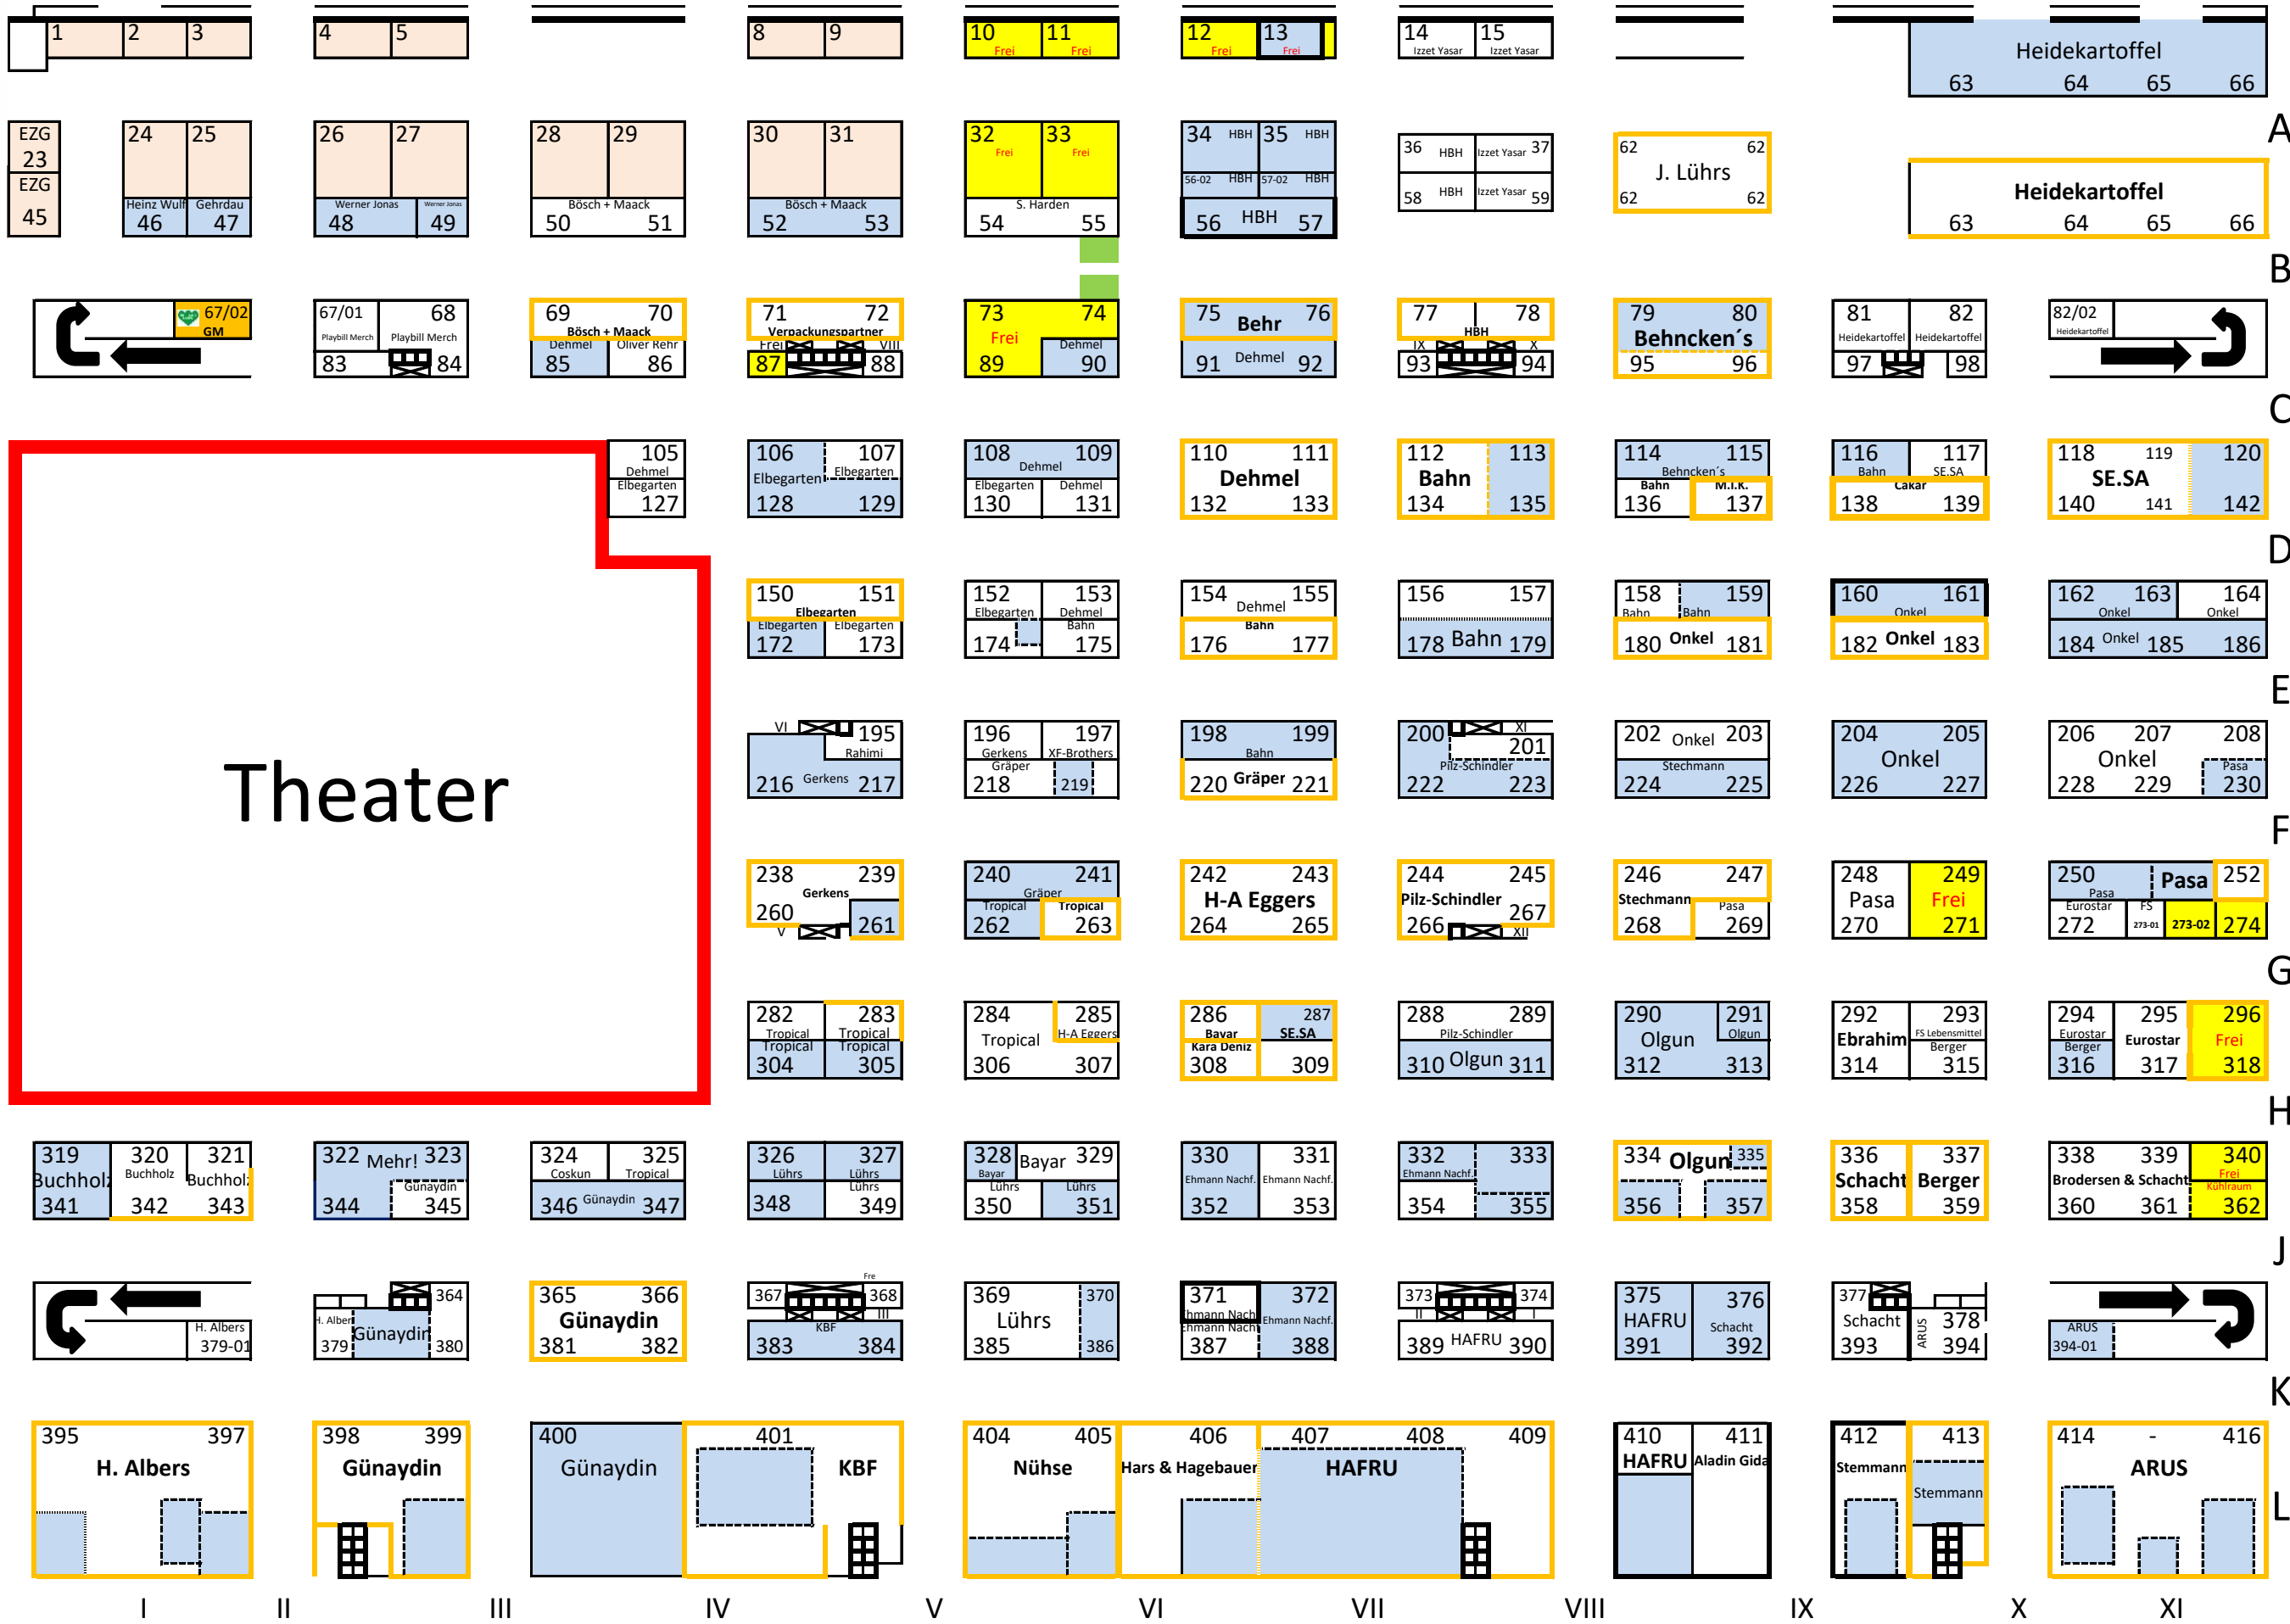 1 2 3 4 5 8 9 10 11 12 13 14 15
Frei Frei Frei Frei Izzet Yasar Izzet Yasar
Heidekartoffel
63 64 65 66
A
EZG 24 25 26 27 28 29 30 31 32 33 34 HBH 35 HBH
23 Frei Frei
36 HBH Izzet Yasar 37 62 62
J. Lührs
EZG 56-02 HBH 57-02 HBH
58 HBH Izzet Yasar 59 62 62
Heidekartoffel
45 Heinz Wulf Gehrdau Werner Jonas Werner Jonas Bösch + Maack Bösch + Maack S. Harden
46 47 48 49 50 51 52 53 54 55 56 HBH 57 63 64 65 66
B
67/02 67/01 68 69 70 71 72 73 74 75 76 77 78 79 80 81 82 82/02
GM Playbill Merch Playbill Merch Bösch + Maack Verpackungspartner Frei Behr HBH Behncken´s Heidekartoffel Heidekartoffel Heidekartoffel
Dehmel Oliver Rehr Frei VIII Dehmel Dehmel IX X
83 84 85 86 87 88 89 90 91 92 93 94 95 96 97 98
C
105 106 107 108 109 110 111 112 113 114 115 116 117 118 119 120
Dehmel Elbegarten Elbegarten Dehmel Dehmel Bahn Behncken´s Bahn SE.SA SE.SA
Elbegarten Elbegarten Dehmel Bahn M.I.K. Cakar
127 128 129 130 131 132 133 134 135 136 137 138 139 140 141 142
D
150 151 152 153 154 155 156 157 158 159 160 161 162 163 164
Elbegarten Elbegarten Dehmel Dehmel Bahn Bahn Onkel Onkel Onkel
Elbegarten Elbegarten Bahn Bahn Bahn Onkel Onkel Onkel
172 173 174 175 176 177 178 179 180 181 182 183 184 185 186
E
Theater
VI 195 196 197 198 199 200 XI 201 202 Onkel 203 204 205 206 207 208
Rahimi Gerkens XF-Brothers Bahn Onkel Onkel
Gerkens Gräper Gräper Pilz-Schindler Stechmann Pasa
216 217 218 219 220 221 222 223 224 225 226 227 228 229 230
F
238 239 240 241 242 243 244 245 246 247 248 249 250 Pasa 252
Gerkens Gräper H-A Eggers Pilz-Schindler Stechmann Pasa Frei Pasa
Tropical Tropical Pasa Eurostar FS
260 261 262 263 264 265 266 267 268 269 270 271 272 273-01 273-02 274
V XII
G
282 283 284 285 286 287 288 289 290 291 292 293 294 295 296
Tropical Tropical Tropical H-A Eggers Bayar SE.SA Pilz-Schindler Olgun Olgun Ebrahim FS Lebensmittel Eurostar Eurostar Frei
Tropical Tropical Kara Deniz Olgun Berger Berger
304 305 306 307 308 309 310 311 312 313 314 315 316 317 318
H
319 320 321 322 Mehr! 323 324 325 326 327 328 Bayar 329 330 331 332 333 334 Olgun 335 336 337 338 339 340
Buchholz Buchholz Buchholz Coskun Tropical Lührs Bayar Ehmann Nachf. Ehmann Nachf. Ehmann Nachf. Schacht Berger Brodersen & Schacht Frei
Günaydin Günaydin Lührs Lührs Lührs Kühlraum
341 342 343 344 345 346 347 348 349 350 351 352 353 354 355 356 357 358 359 360 361 362
J
364 365 366 367 Fre 368 369 370 371 372 373 374 375 376 377 378
H. Albers H. Alber Günaydin Günaydin III KBF Lührs Ehmann Nach Ehmann Nachf. Ehmann Nachf II I HAFRU HAFRU Schacht Schacht ARUS ARUS
379-01 379 380 381 382 383 384 385 386 387 388 389 390 391 392 393 394 394-01
K
395 397 398 399 400 401 404 405 406 407 408 409 410 411 412 413 414 - 416
H. Albers Günaydin Günaydin KBF Nühse Hars & Hagebauer HAFRU HAFRU Aladin Gida Stemmann Stemmann ARUS
L
I II III IV V VI VII VIII IX X XI